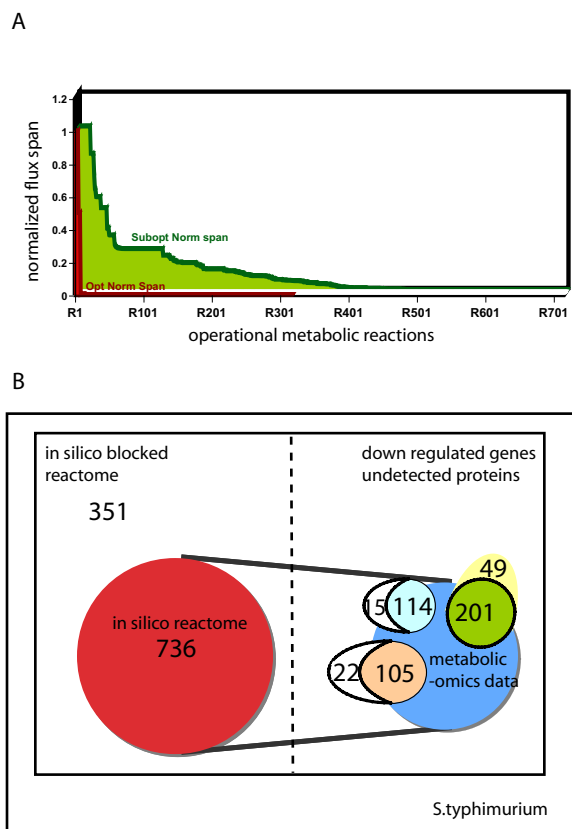 A
normalized flux span
1.2
1
0.8
0.6
0.4
0.2
0
Subopt Norm span
Opt Norm Span
R1 R101 R201 R301 R401 R501 R601 R701
operational metabolic reactions
B
in silico blocked
reactome
351
down regulated genes
undetected proteins
in silico reactome
736
49
15 114
201
22 105
metabolic
-omics data
S.typhimurium